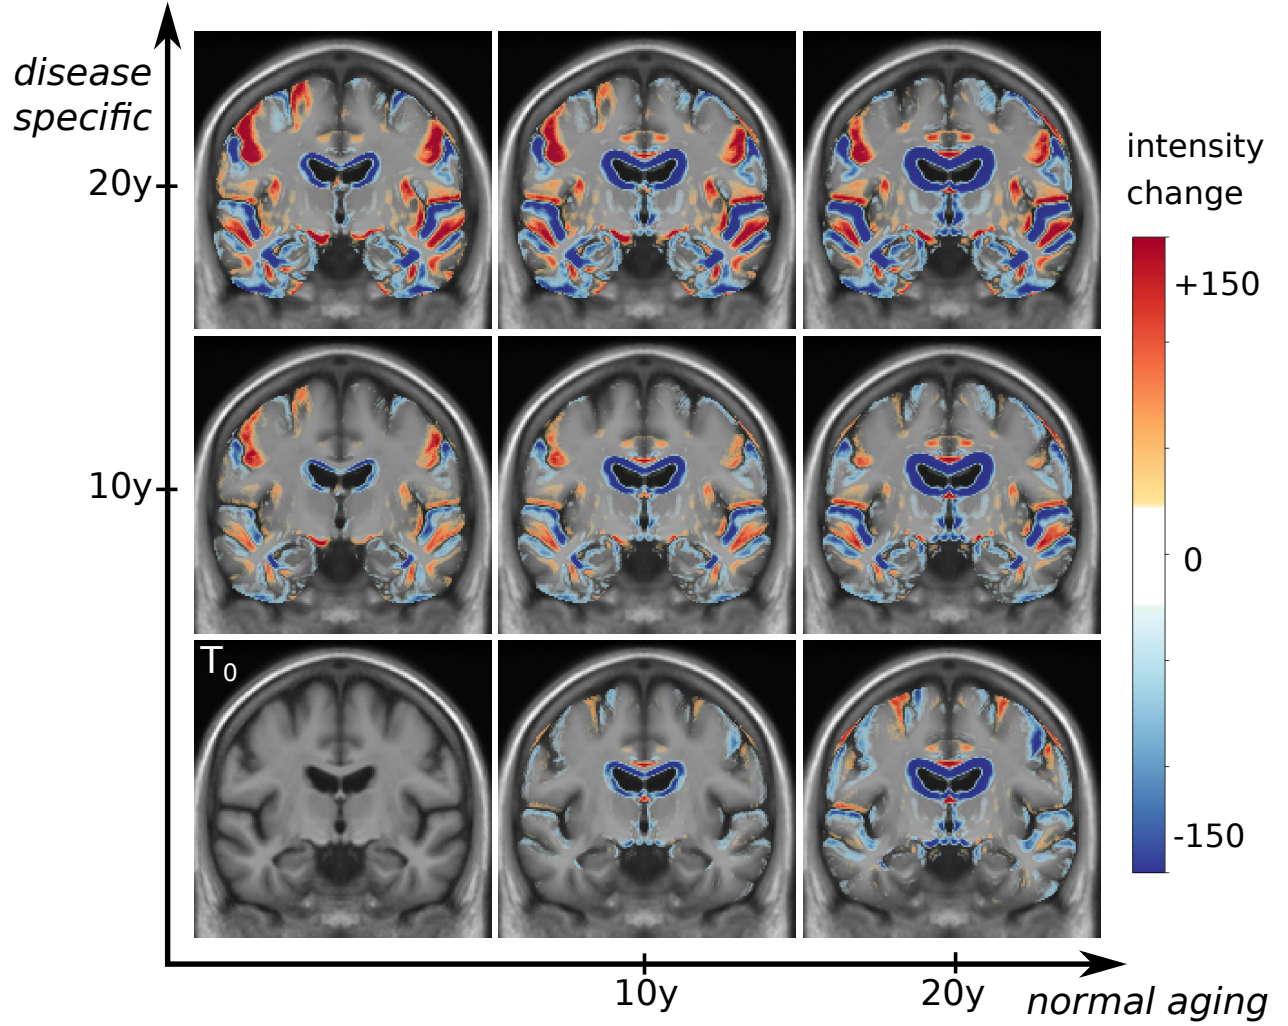 disease
specific
20y
10y
T0
10y
20y
normal aging
intensity
change
+150
0
-150